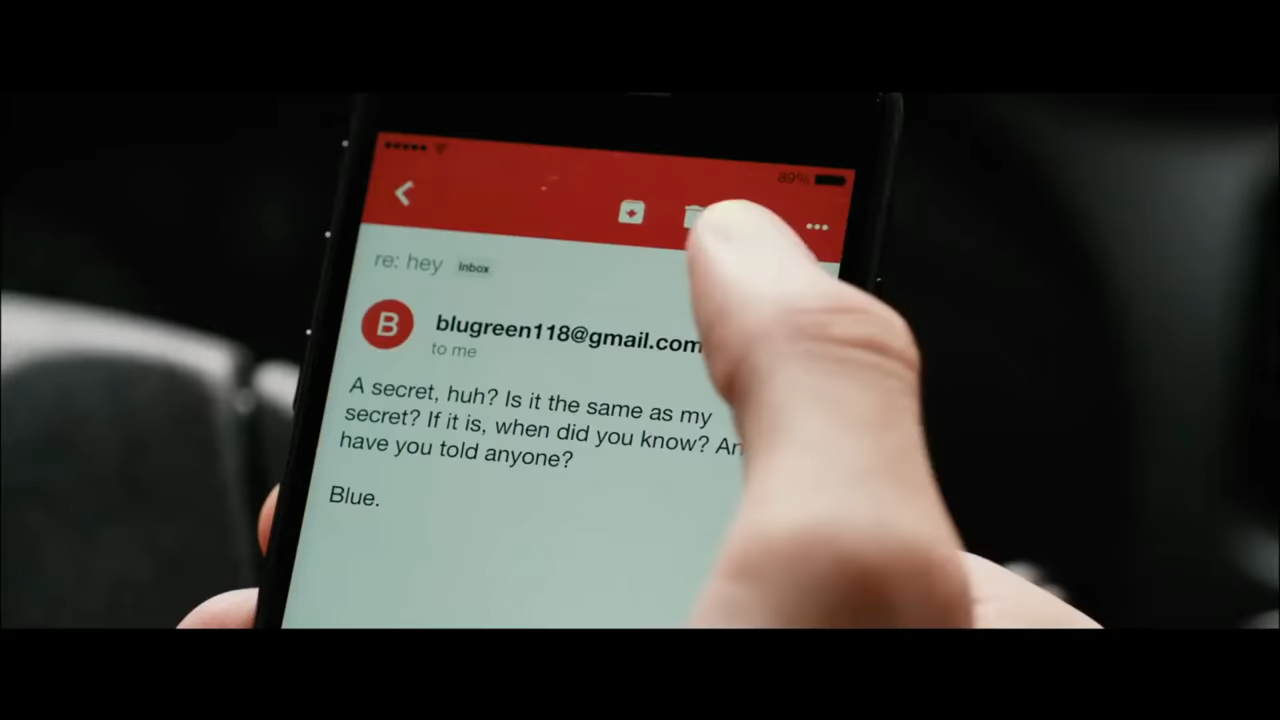 89%
re: hey Inbox
B
blugreen118@gmail.com
to me
A secret, huh? Is it the same as my
secret? If it is, when did you know?
have you told anyone?
Blue.